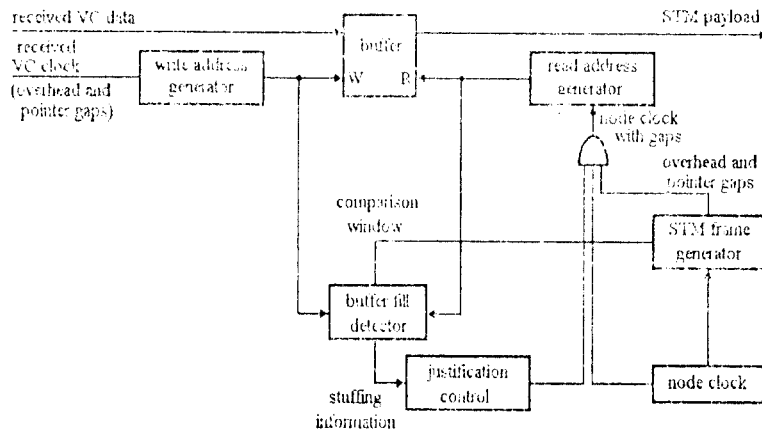 received VC data
STM payload
received
VC clock
(overhead and
pointer gaps)
write address
generator
buffer
W
R
read address
generator
node clock
with gaps
overhead and
pointer gaps
comparison
window
STM frame
generator
buffer fill
detector
justification
control
node clock
stuffing
information